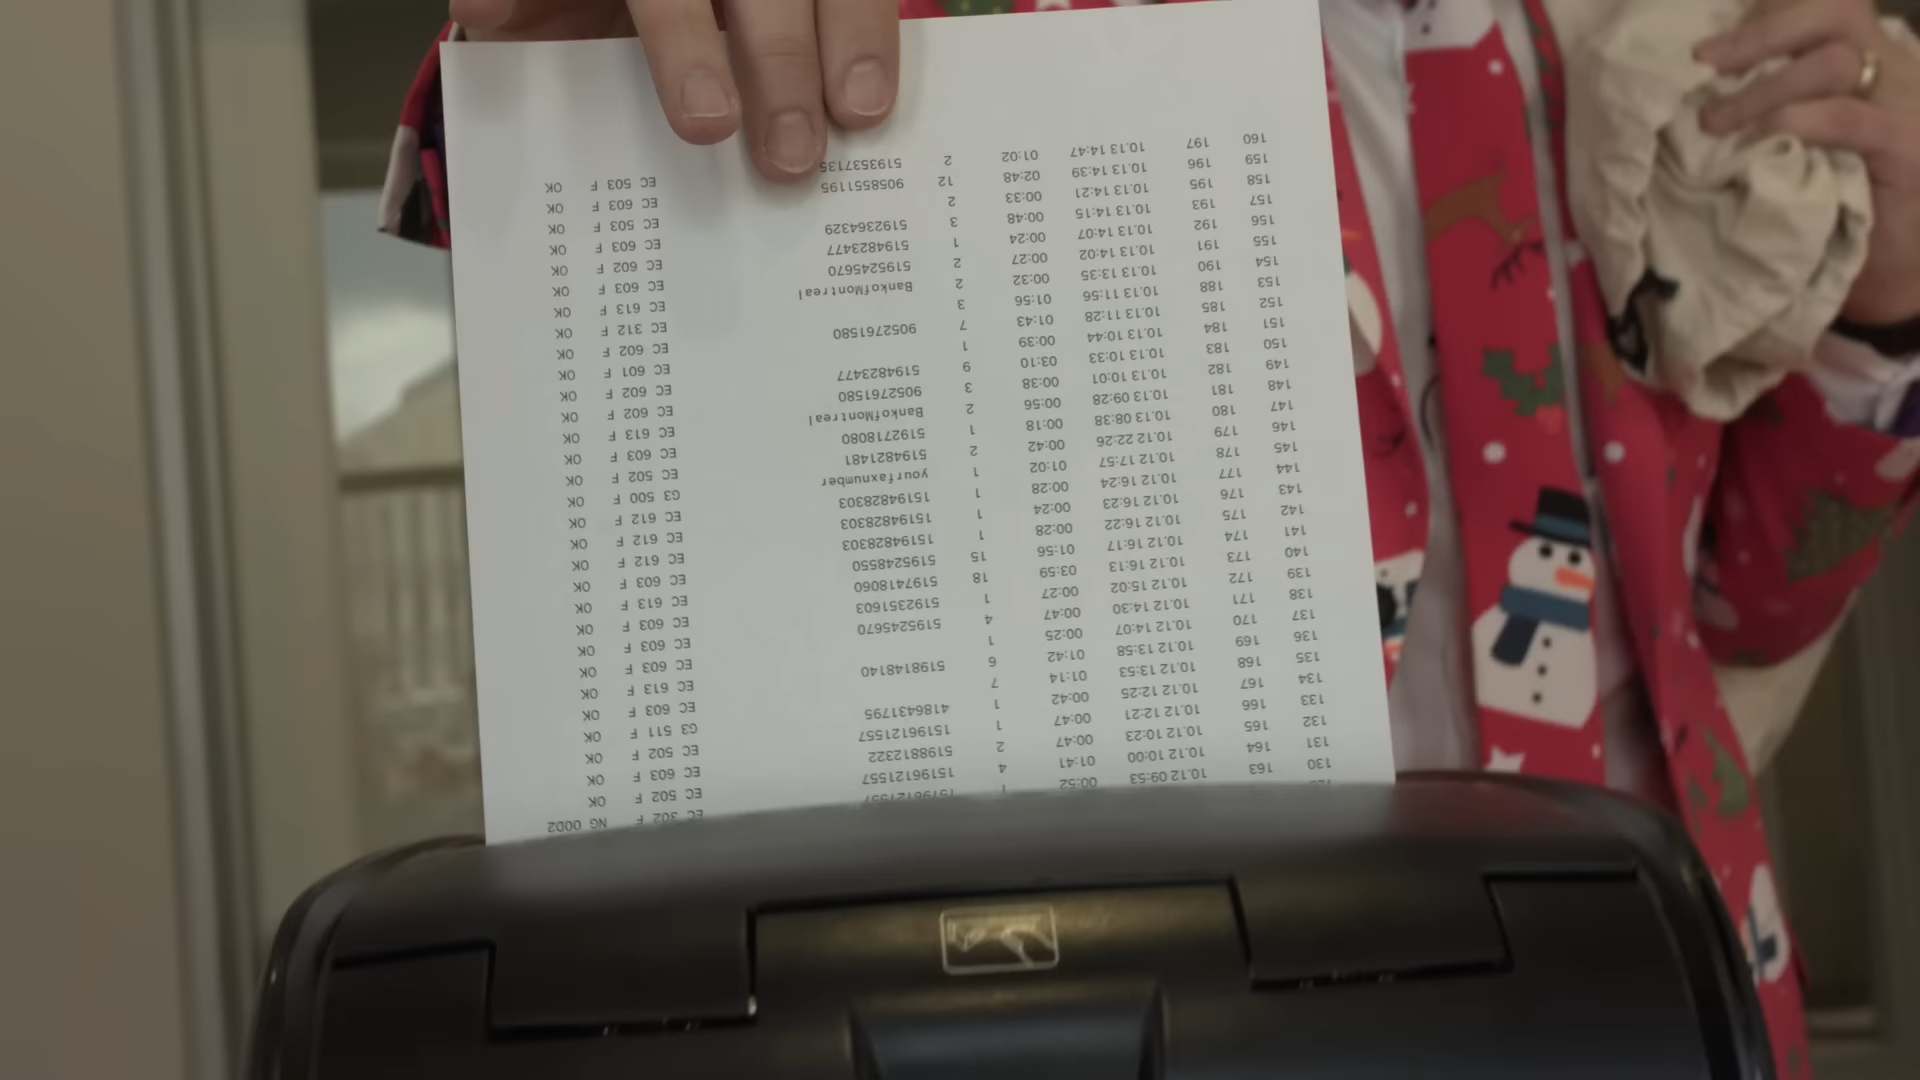 130 163 10.12 09:53 00:52 1 15196121557 EC 302 F NG 00D2
131 164 10.12 10:00 01:41 4 15196121557 EC 502 F OK
132 165 10.12 10:23 00:47 2 5198812322 EC 603 F OK
133 166 10.12 12:21 00:47 1 15196121557 EC 502 F OK
134 167 10.12 12:25 00:42 1 4186431795 G3 511 F OK
135 168 10.12 13:53 01:14 7 EC 603 F OK
136 169 10.12 13:58 01:42 6 5198148140 EC 613 F OK
137 170 10.12 14:07 00:25 1 EC 603 F OK
138 171 10.12 14:30 00:47 4 5195245670 EC 603 F OK
139 172 10.12 15:02 00:27 1 5192351603 EC 603 F OK
140 173 10.12 16:13 03:59 18 5197418060 EC 613 F OK
141 174 10.12 16:17 01:56 15 5195248550 EC 603 F OK
142 175 10.12 16:22 00:28 1 15194828303 EC 612 F OK
143 176 10.12 16:23 00:24 1 15194828303 EC 612 F OK
144 177 10.12 16:24 00:28 1 15194828303 EC 612 F OK
145 178 10.12 17:57 01:02 1 yourfaxnumber G3 500 F OK
146 179 10.12 22:26 00:42 2 5194821481 EC 502 F OK
147 180 10.13 08:38 00:18 1 5192718080 EC 603 F OK
148 181 10.13 09:28 00:56 2 BankofMontreal EC 613 F OK
149 182 10.13 10:01 00:38 3 9052761580 EC 602 F OK
150 183 10.13 10:33 03:10 9 5194823477 EC 602 F OK
151 184 10.13 10:44 00:39 1 EC 601 F OK
152 185 10.13 11:28 01:43 7 9052761580 EC 602 F OK
153 188 10.13 11:56 01:56 3 EC 312 F OK
154 190 10.13 13:35 00:32 2 BankofMontreal EC 613 F OK
155 191 10.13 14:02 00:27 2 5195245670 EC 603 F OK
156 192 10.13 14:07 00:24 1 5194823477 EC 602 F OK
157 193 10.13 14:15 00:48 3 5192364329 EC 603 F OK
158 195 10.13 14:21 00:33 2 EC 503 F OK
159 196 10.13 14:39 02:48 12 9058551195 EC 603 F OK
160 197 10.13 14:47 01:02 2 5193537135 EC 503 F OK